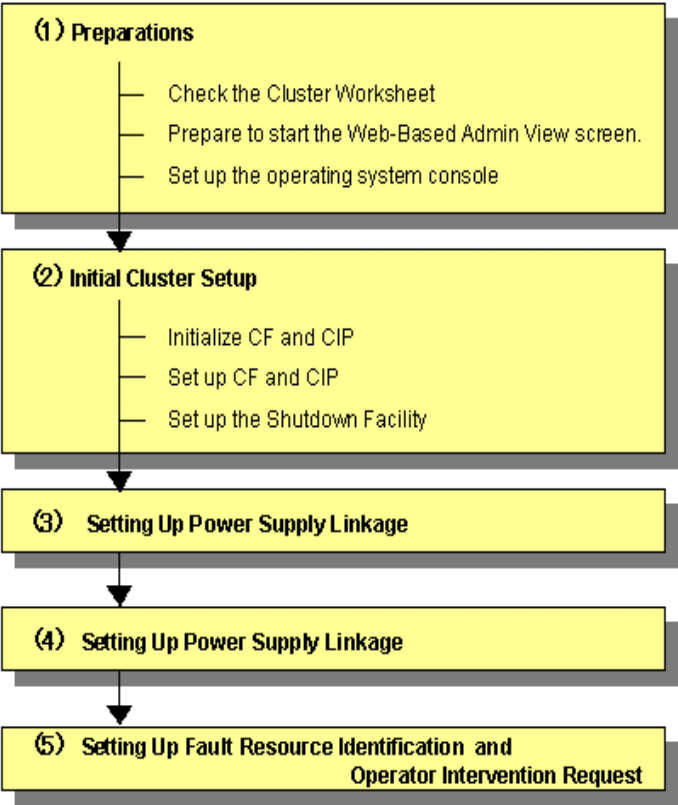 (1) Preparations
Check the Cluster Worksheet
Prepare to start the Web-Based Admin View screen.
Set up the operating system console
(2) Initial Cluster Setup
Initialize CF and CIP
Set up CF and CIP
Set up the Shutdown Facility
(3) Setting Up Power Supply Linkage
(4) Setting Up Power Supply Linkage
(5) Setting Up Fault Resource Identification and
Operator Intervention Request